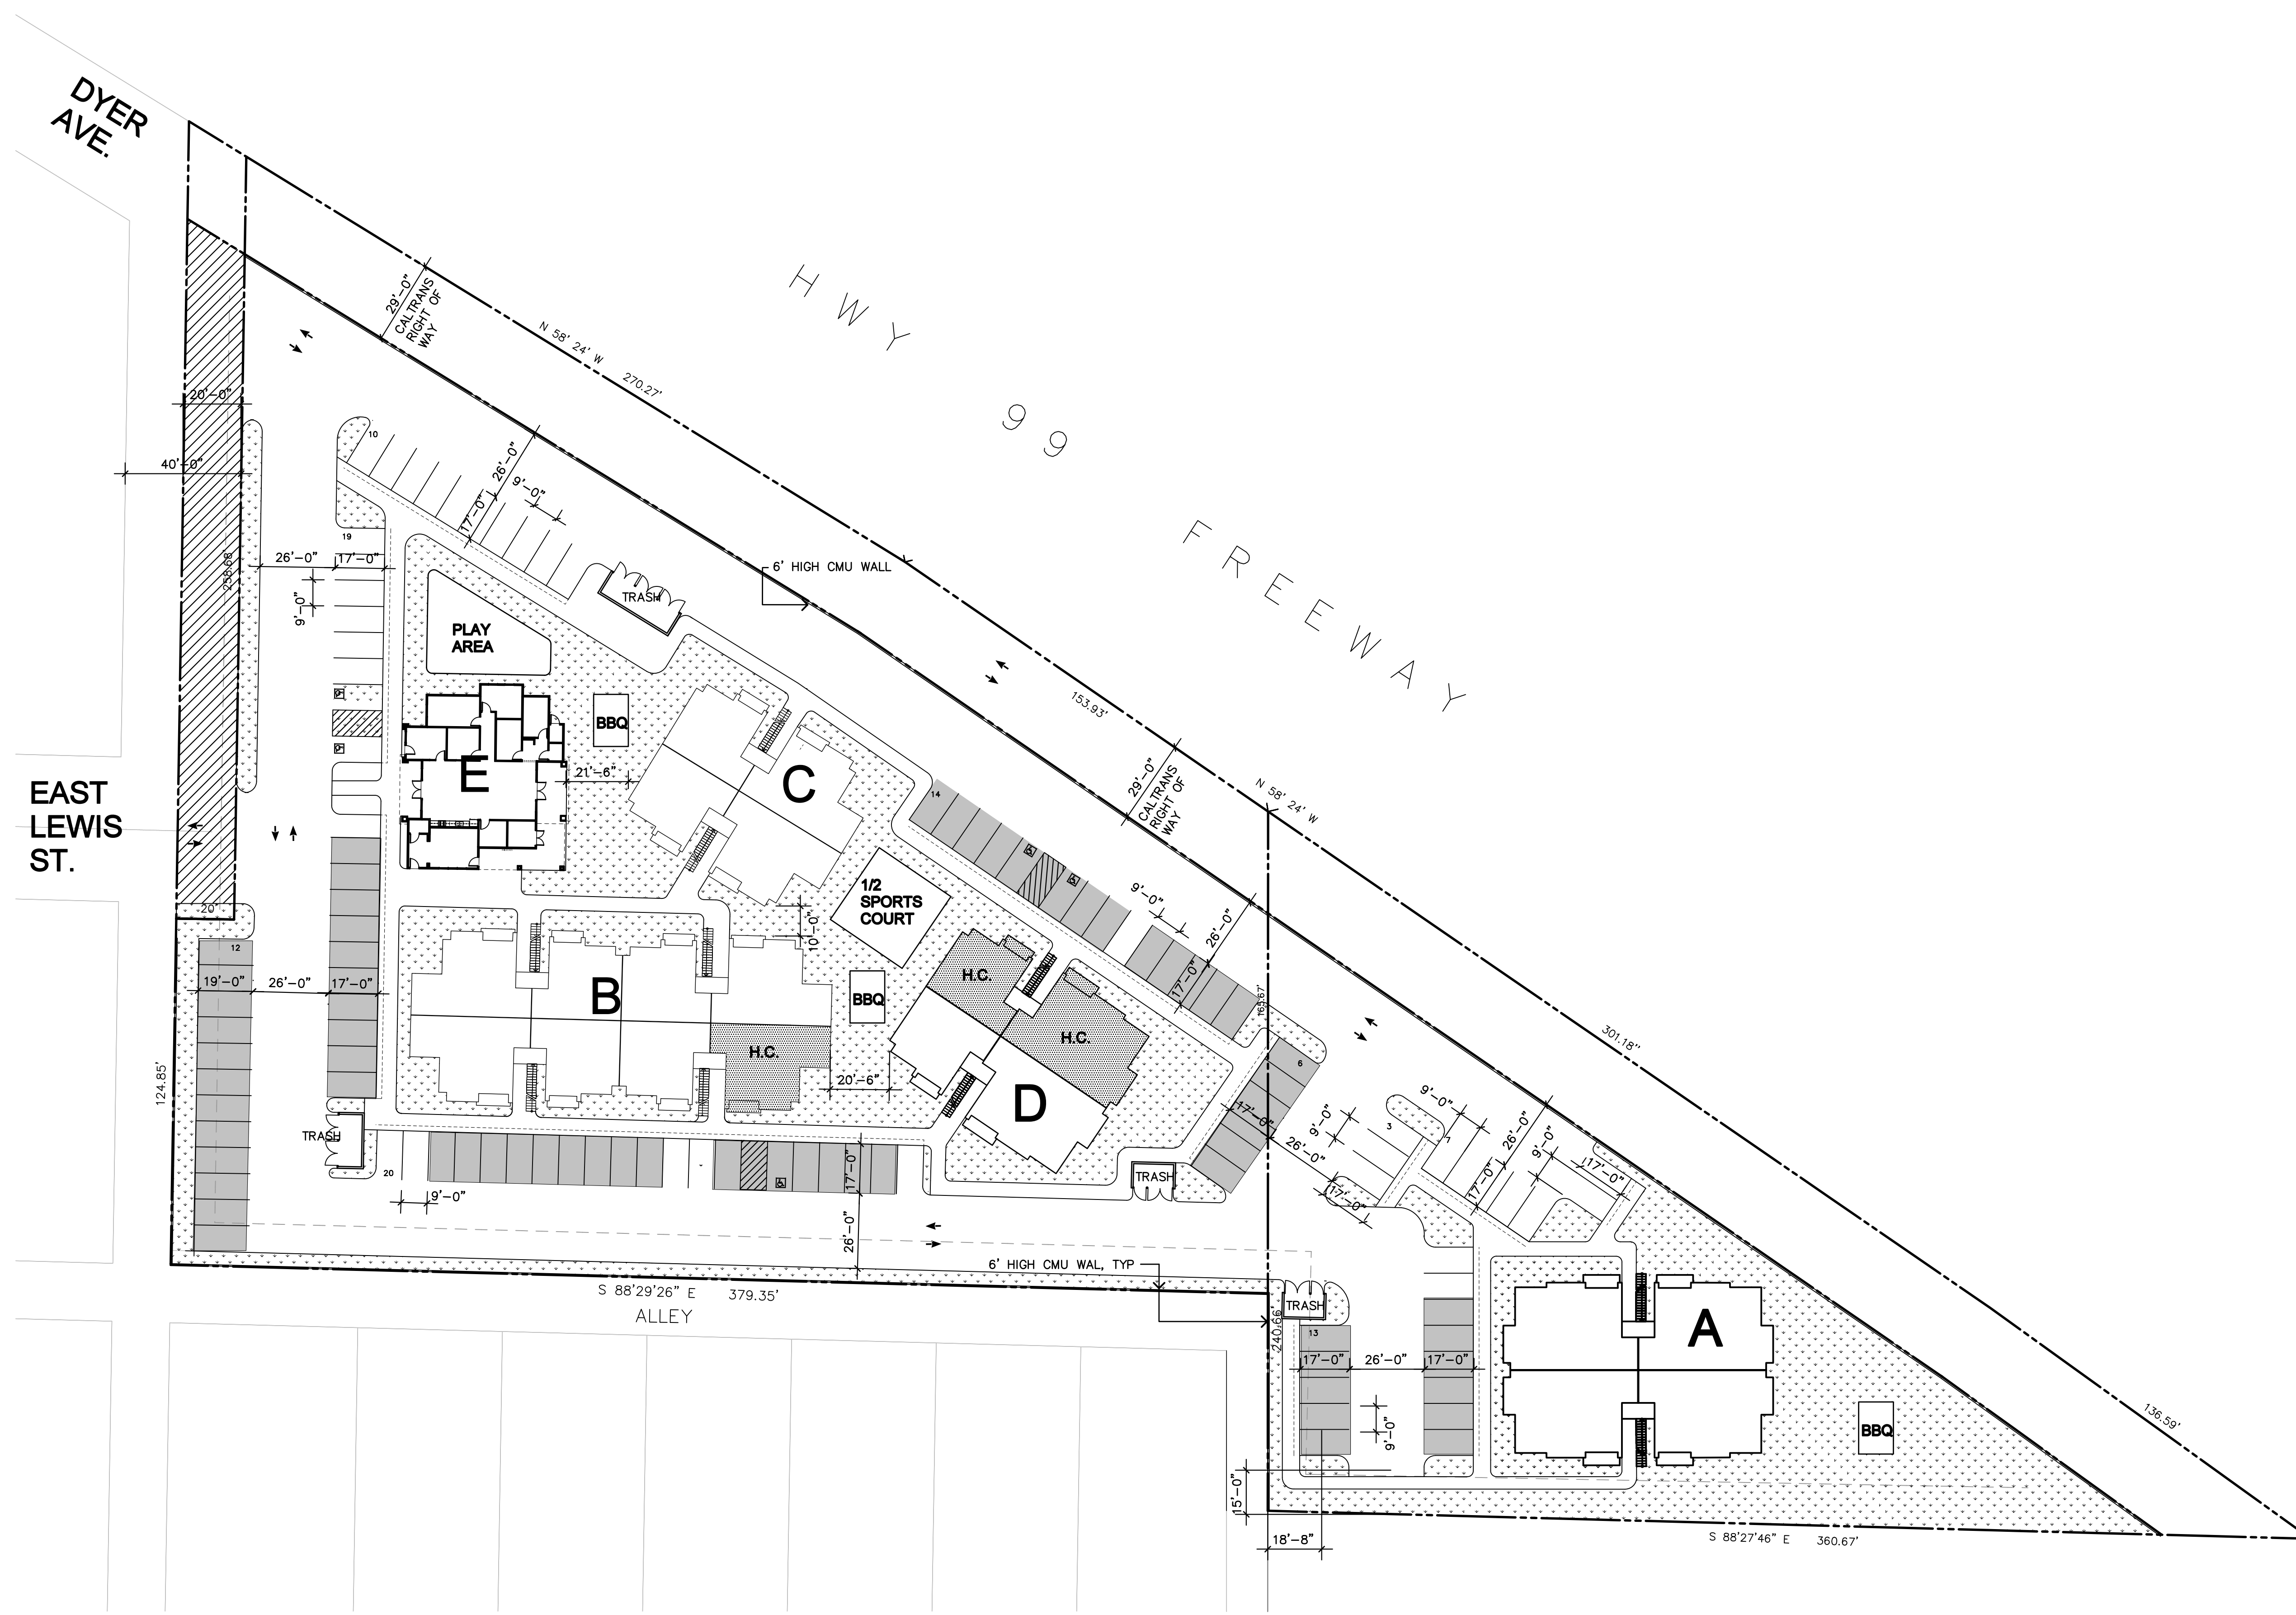 DYER
AVE.
HWY 99 FREEWAY
29'-0"
CALTRANS
RIGHT OF
WAY
N 58' 24' W
270.27'
20'-0"
40'-0"
10
26'-0"
17'-0"
9'-0"
19
26'-0"
17'-0"
258.68
9'-0"
6' HIGH CMU WALL
TRASH
PLAY
AREA
153.93'
BBQ
E
21'-6"
C
29'-0"
CALTRANS
RIGHT OF
WAY
N 58' 24' W
EAST
LEWIS
ST.
14
9'-0"
26'-0"
17'-0"
1/2
SPORTS
COURT
20'
12
19'-0"
26'-0"
17'-0"
10'-0"
B
BBQ
H.C.
H.C.
H.C.
165.67'
301.18''
D
20'-6"
6
17'-0"
9'-0"
26'-0"
17'-0"
3
9'-0"
7
26'-0"
17'-0"
9'-0"
17'-0"
124.85'
TRASH
20
9'-0"
17'-0"
26'-0"
TRASH
6' HIGH CMU WAL, TYP
S 88'29'26" E 379.35'
ALLEY
TRASH
240.66
13
17'-0"
26'-0"
17'-0"
9'-0"
A
BBQ
136.59'
15'-0"
18'-8"
S 88'27'46" E 360.67'